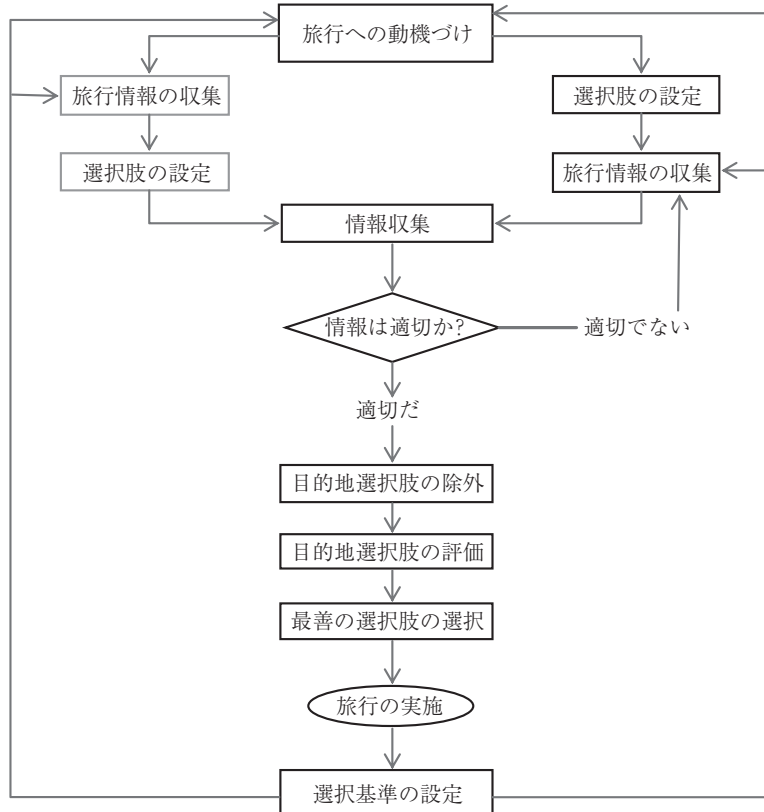 旅行への動機づけ
旅行情報の収集
選択肢の設定
選択肢の設定
旅行情報の収集
情報収集
情報は適切か?
適切でない
適切だ
目的地選択肢の除外
目的地選択肢の評価
最善の選択肢の選択
旅行の実施
選択基準の設定